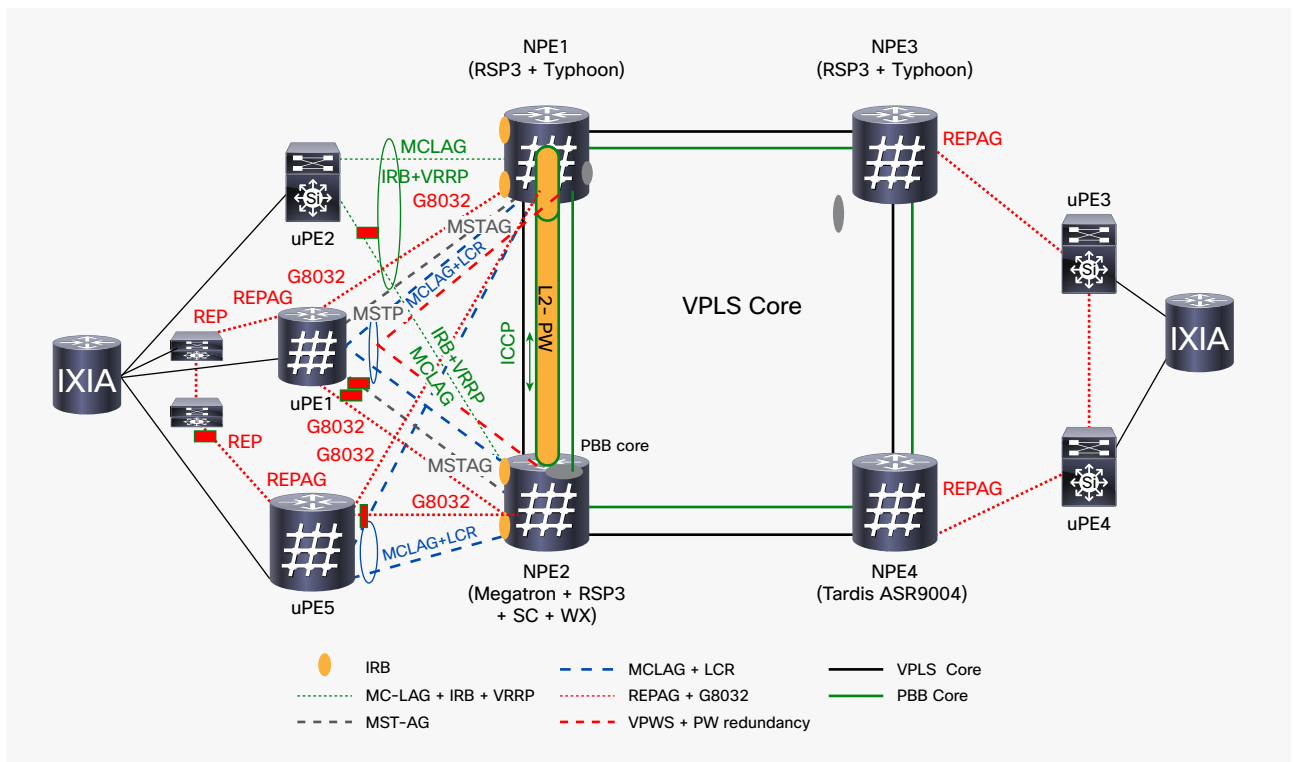 NPE1
(RSP3 + Typhoon)
NPE3
(RSP3 + Typhoon)
MCLAG
IRB+VRRP
G8032
MSTAG
MCLAG+LCR
REPAG
uPE3
Si
uPE2
Si
G8032
REPAG
REP
MSTP
VPLS Core
L2- PW
ICCP
IRB+VRRP
MCLAG
IXIA
IXIA
uPE1
G8032
REP
G8032
MSTAG
PBB core
REPAG
G8032
REPAG
Si
uPE4
MCLAG+LCR
uPE5
NPE2
(Megatron + RSP3
+ SC + WX)
NPE4
(Tardis ASR9004)
IRB
MCLAG + LCR
VPLS Core
MC-LAG + IRB + VRRP
REPAG + G8032
PBB Core
MST-AG
VPWS + PW redundancy